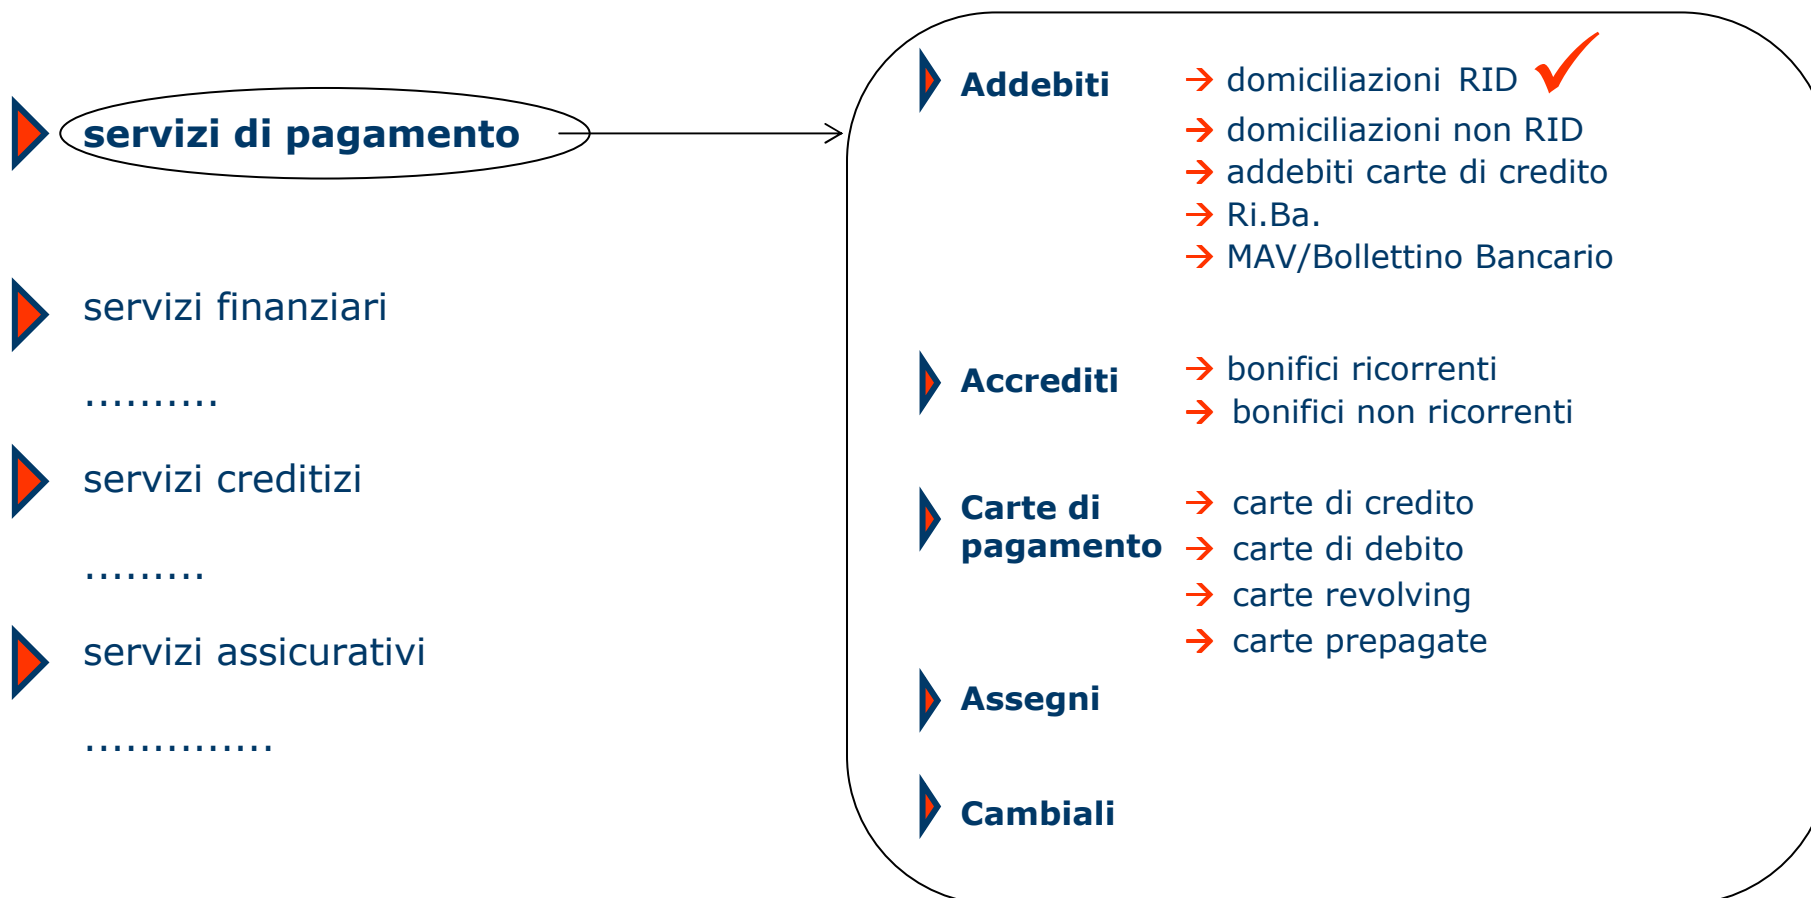 servizi di pagamento
servizi finanziari
..........
servizi creditizi
.........
servizi assicurativi
..............
Addebiti
→ domiciliazioni RID
→ domiciliazioni non RID
→ addebiti carte di credito
→ Ri.Ba.
→ MAV/Bollettino Bancario
Accrediti
→ bonifici ricorrenti
→ bonifici non ricorrenti
Carte di
pagamento
→ carte di credito
→ carte di debito
→ carte revolving
→ carte prepagate
Assegni
Cambiali